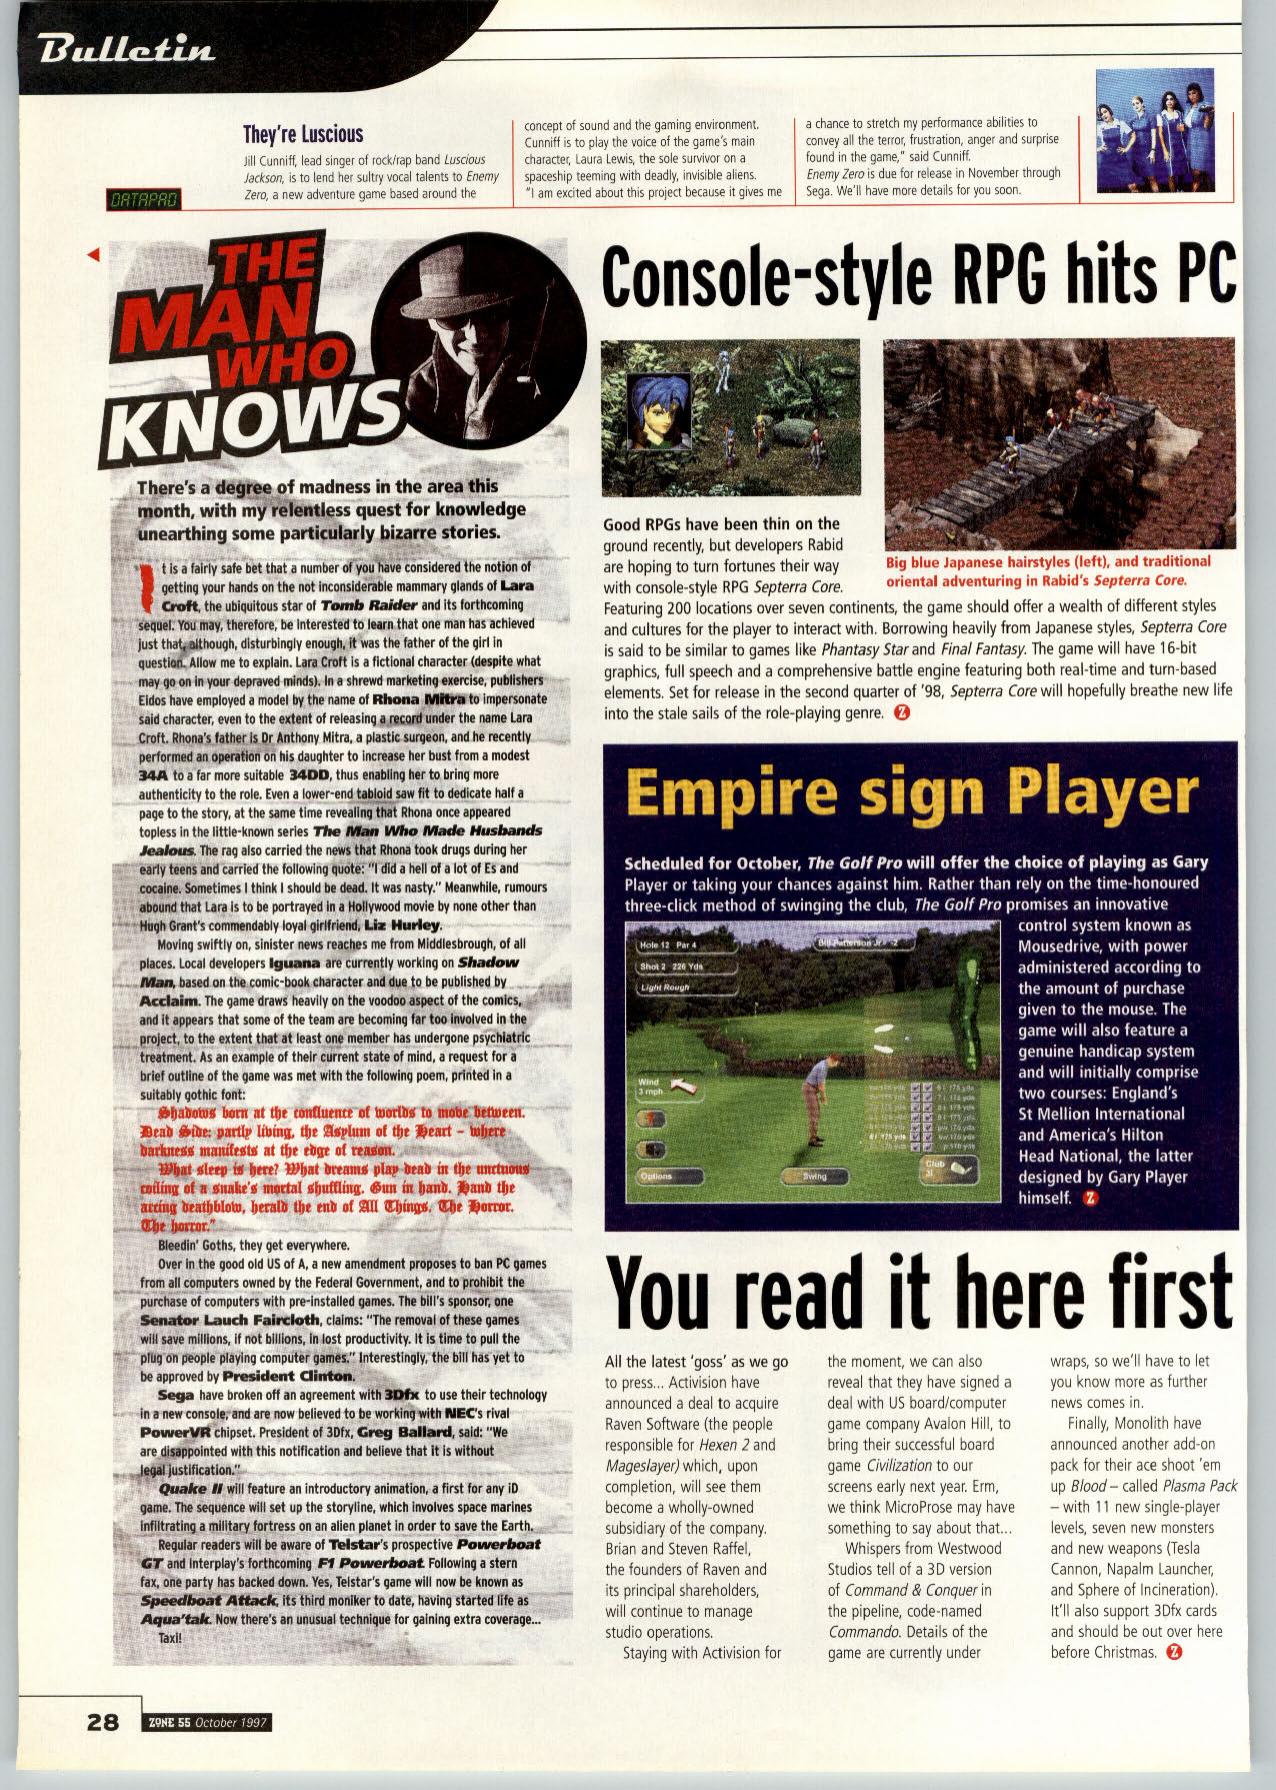 Bulletin
They're Luscious
Jill Cunniff, lead singer of rock/rap band Luscious
Jackson, is to lend her sultry vocal talents to Enemy
Zero, a new adventure game based around the
concept of sound and the gaming environment.
Cunniff is to play the voice of the game's main
character, Laura Lewis, the sole survivor on a
spaceship teeming with deadly, invisible aliens.
"I am excited about this project because it gives me
a chance to stretch my performance abilities to
convey all the terror, frustration, anger and surprise
found in the game," said Cunniff.
Enemy Zero is due for release in November through
Sega. We'll have more details for you soon.
DATAPAD
THE
MAN
WHO
KNOWS
There's a degree of madness in the area this
month, with my relentless quest for knowledge
unearthing some particularly bizarre stories.
It is a fairly safe bet that a number of you have considered the notion of
getting your hands on the not inconsiderable mammary glands of Lara
Croft, the ubiquitous star of Tomb Raider and its forthcoming
sequel. You may, therefore, be interested to learn that one man has achieved
just that, although, disturbingly enough, it was the father of the girl in
question. Allow me to explain. Lara Croft is a fictional character (despite what
may go on in your depraved minds). In a shrewd marketing exercise, publishers
Eidos have employed a model by the name of Rhona Mitra to impersonate
said character, even to the extent of releasing a record under the name Lara
Croft. Rhona's father is Dr Anthony Mitra, a plastic surgeon, and he recently
performed an operation on his daughter to increase her bust from a modest
34A to a far more suitable 34DD, thus enabling her to bring more
authenticity to the role. Even a lower-end tabloid saw fit to dedicate half a
page to the story, at the same time revealing that Rhona once appeared
topless in the little-known series The Man Who Made Husbands
Jealous. The rag also carried the news that Rhona took drugs during her
early teens and carried the following quote: "I did a hell of a lot of Es and
cocaine. Sometimes I think I should be dead. It was nasty." Meanwhile, rumours
abound that Lara is to be portrayed in a Hollywood movie by none other than
Hugh Grant's commendably loyal girlfriend, Liz Hurley.
Moving swiftly on, sinister news reaches me from Middlesbrough, of all
places. Local developers Iguana are currently working on Shadow
Man, based on the comic-book character and due to be published by
Acclaim. The game draws heavily on the voodoo aspect of the comics,
and it appears that some of the team are becoming far too involved in the
project, to the extent that at least one member has undergone psychiatric
treatment. As an example of their current state of mind, a request for a
brief outline of the game was met with the following poem, printed in a
suitably gothic font:
Shadows born at the confluence of worlds to move between.
Dead Side: partly living, the Asylum of the Heart – where
darkness manifests at the edge of reason.
What sleep is here? What dreams play dead in the unctuous
coiling of a snake's mortal shuffling. Gun in hand. Hand the
arcing deathblow, herald the end of All Things. The Horror.
The horror."
Bleedin' Goths, they get everywhere.
Over in the good old US of A, a new amendment proposes to ban PC games
from all computers owned by the Federal Government, and to prohibit the
purchase of computers with pre-installed games. The bill's sponsor, one
Senator Lauch Faircloth, claims: "The removal of these games
will save millions, if not billions, in lost productivity. It is time to pull the
plug on people playing computer games." Interestingly, the bill has yet to
be approved by President Clinton.
Sega have broken off an agreement with 3Dfx to use their technology
in a new console, and are now believed to be working with NEC's rival
PowerVR chipset. President of 3Dfx, Greg Ballard, said: "We
are disappointed with this notification and believe that it is without
legal justification."
Quake II will feature an introductory animation, a first for any iD
game. The sequence will set up the storyline, which involves space marines
infiltrating a military fortress on an alien planet in order to save the Earth.
Regular readers will be aware of Telstar's prospective Powerboat
GT and Interplay's forthcoming F1 Powerboat. Following a stern
fax, one party has backed down. Yes, Telstar's game will now be known as
Speedboat Attack, its third moniker to date, having started life as
Aqua'tak. Now there's an unusual technique for gaining extra coverage...
Taxi!
Console-style RPG hits PC
Good RPGs have been thin on the
ground recently, but developers Rabid
are hoping to turn fortunes their way
with console-style RPG Septerra Core.
Big blue Japanese hairstyles (left), and traditional
oriental adventuring in Rabid's Septerra Core.
Featuring 200 locations over seven continents, the game should offer a wealth of different styles
and cultures for the player to interact with. Borrowing heavily from Japanese styles, Septerra Core
is said to be similar to games like Phantasy Star and Final Fantasy. The game will have 16-bit
graphics, full speech and a comprehensive battle engine featuring both real-time and turn-based
elements. Set for release in the second quarter of '98, Septerra Core will hopefully breathe new life
into the stale sails of the role-playing genre. Z
Empire sign Player
Scheduled for October, The Golf Pro will offer the choice of playing as Gary
Player or taking your chances against him. Rather than rely on the time-honoured
three-click method of swinging the club, The Golf Pro promises an innovative
control system known as
Mousedrive, with power
administered according to
the amount of purchase
given to the mouse. The
game will also feature a
genuine handicap system
and will initially comprise
two courses: England's
St Mellion International
and America's Hilton
Head National, the latter
designed by Gary Player
himself. Z
Hole 12 Par 4
Shot 2 226 Yds
Light Rough
Wind
3 mph
Options
Swing
Club
You read it here first
All the latest 'goss' as we go
to press... Activision have
announced a deal to acquire
Raven Software (the people
responsible for Hexen 2 and
Mageslayer) which, upon
completion, will see them
become a wholly-owned
subsidiary of the company.
Brian and Steven Raffel,
the founders of Raven and
its principal shareholders,
will continue to manage
studio operations.
Staying with Activision for
the moment, we can also
reveal that they have signed a
deal with US board/computer
game company Avalon Hill, to
bring their successful board
game Civilization to our
screens early next year. Erm,
we think MicroProse may have
something to say about that...
Whispers from Westwood
Studios tell of a 3D version
of Command & Conquer in
the pipeline, code-named
Commando. Details of the
game are currently under
wraps, so we'll have to let
you know more as further
news comes in.
Finally, Monolith have
announced another add-on
pack for their ace shoot 'em
up Blood – called Plasma Pack
– with 11 new single-player
levels, seven new monsters
and new weapons (Tesla
Cannon, Napalm Launcher,
and Sphere of Incineration).
It'll also support 3Dfx cards
and should be out over here
before Christmas. Z
28
ZONE 55 October 1997